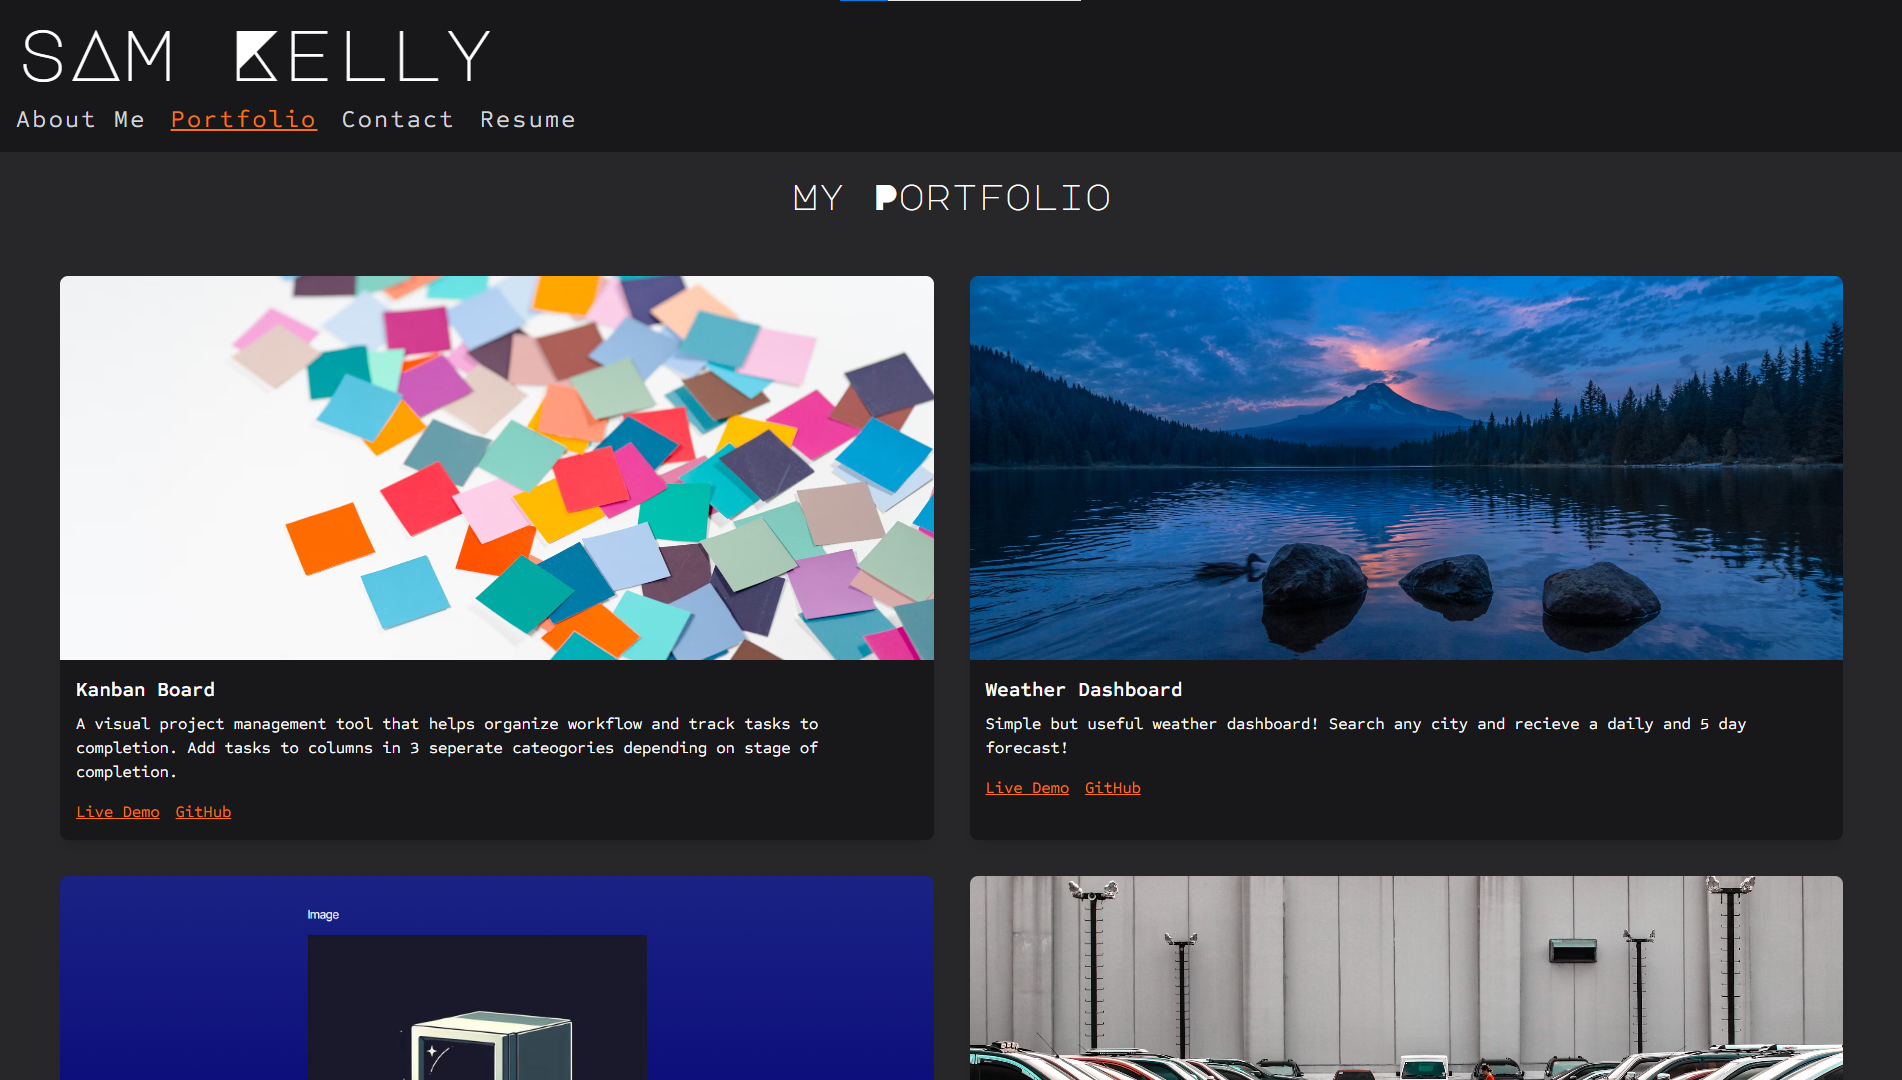 SAM KELLY
About Me Portfolio Contact Resume
MY PORTFOLIO
Kanban Board
A visual project management tool that helps organize workflow and track tasks to
completion. Add tasks to columns in 3 seperate cateogories depending on stage of
completion.
Live Demo GitHub
Weather Dashboard
Simple but useful weather dashboard! Search any city and recieve a daily and 5 day
forecast!
Live Demo GitHub
Image